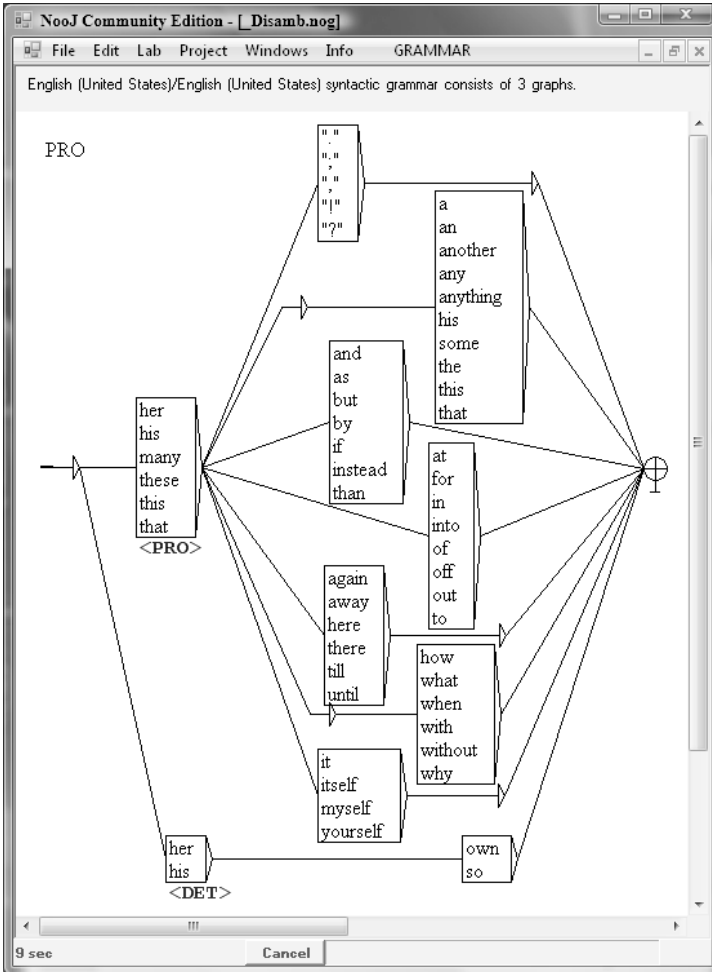 NooJ Community Edition - [_Disamb.nog]
File Edit Lab Project Windows Info GRAMMAR
English (United States)/English (United States) syntactic grammar consists of 3 graphs.
PRO
"."
";"
","
"!"
"?"
a
an
another
any
anything
his
some
the
this
that
and
as
but
by
if
instead
than
her
his
many
these
this
that
<PRO>
at
for
in
into
of
off
out
to
again
away
here
there
till
until
how
what
when
with
without
why
it
itself
myself
yourself
her
his
<DET>
own
so
9 sec Cancel